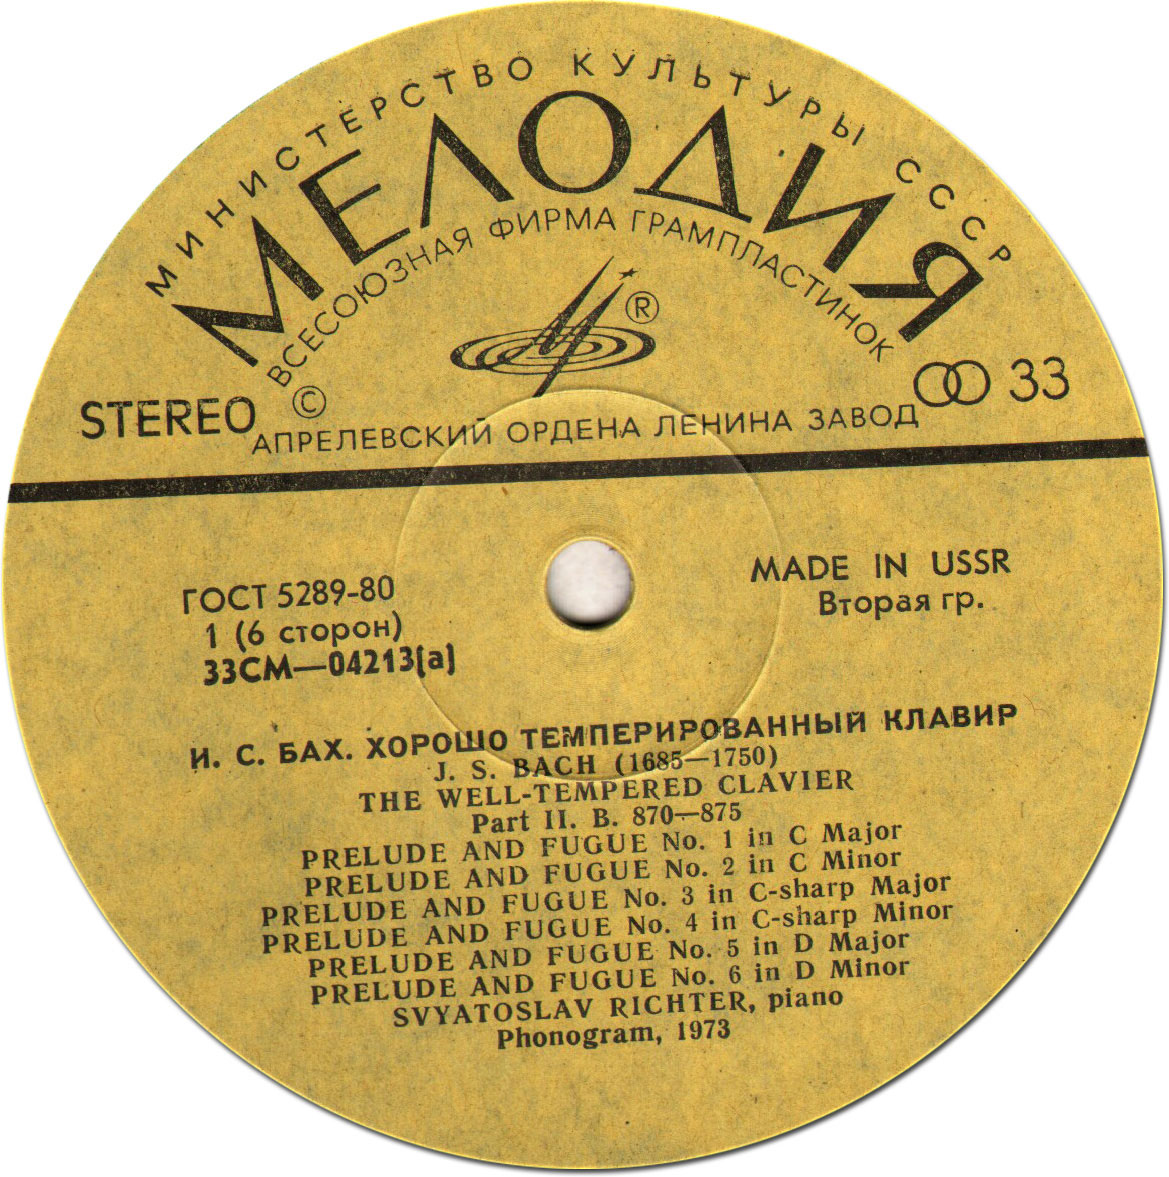 МИНИСТЕРСТВО КУЛЬТУРЫ СССР
МЕЛОДИЯ
ВСЕСОЮЗНАЯ ФИРМА ГРАМПЛАСТИНОК
®
STEREO
©
33
АПРЕЛЕВСКИЙ ОРДЕНА ЛЕНИНА ЗАВОД
ГОСТ 5289-80
1 (6 сторон)
33СМ—04213(а)
MADE IN USSR
Вторая гр.
И. С. БАХ. ХОРОШО ТЕМПЕРИРОВАННЫЙ КЛАВИР
J. S. BACH (1685—1750)
THE WELL-TEMPERED CLAVIER
Part II. B. 870—875
PRELUDE AND FUGUE No. 1 in C Major
PRELUDE AND FUGUE No. 2 in C Minor
PRELUDE AND FUGUE No. 3 in C-sharp Major
PRELUDE AND FUGUE No. 4 in C-sharp Minor
PRELUDE AND FUGUE No. 5 in D Major
PRELUDE AND FUGUE No. 6 in D Minor
SVYATOSLAV RICHTER, piano
Phonogram, 1973